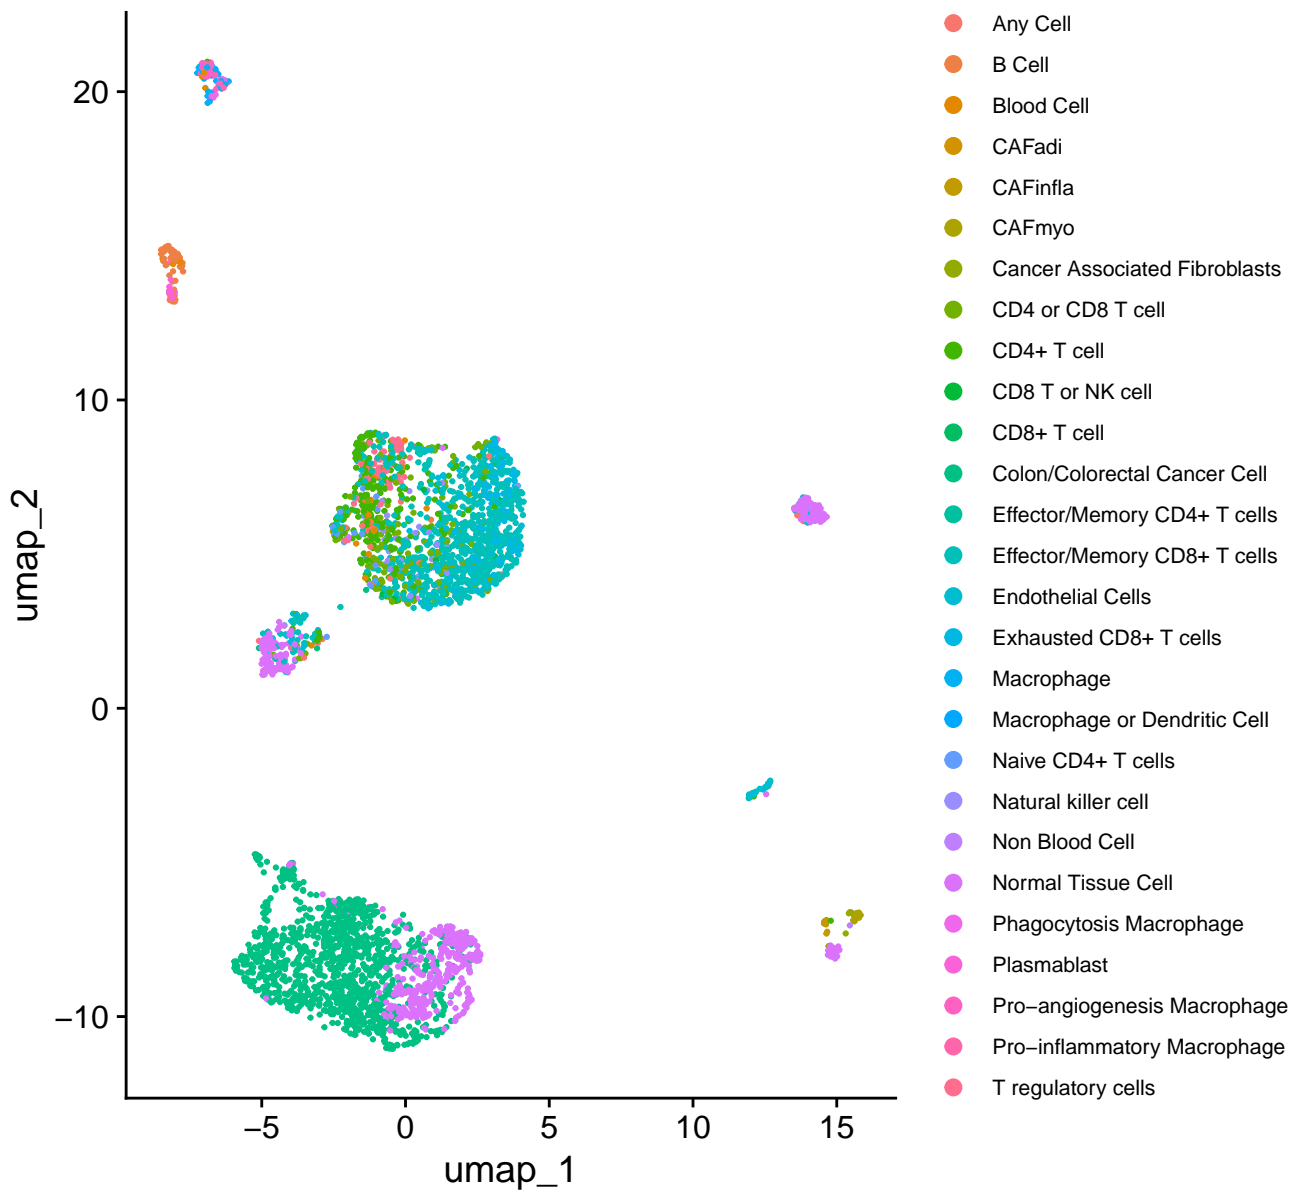 20
10
0
−10
umap_2
−5
0
5
10
15
umap_1
Any Cell
B Cell
Blood Cell
CAFadi
CAFinfla
CAFmyo
Cancer Associated Fibroblasts
CD4 or CD8 T cell
CD4+ T cell
CD8 T or NK cell
CD8+ T cell
Colon/Colorectal Cancer Cell
Effector/Memory CD4+ T cells
Effector/Memory CD8+ T cells
Endothelial Cells
Exhausted CD8+ T cells
Macrophage
Macrophage or Dendritic Cell
Naive CD4+ T cells
Natural killer cell
Non Blood Cell
Normal Tissue Cell
Phagocytosis Macrophage
Plasmablast
Pro−angiogenesis Macrophage
Pro−inflammatory Macrophage
T regulatory cells